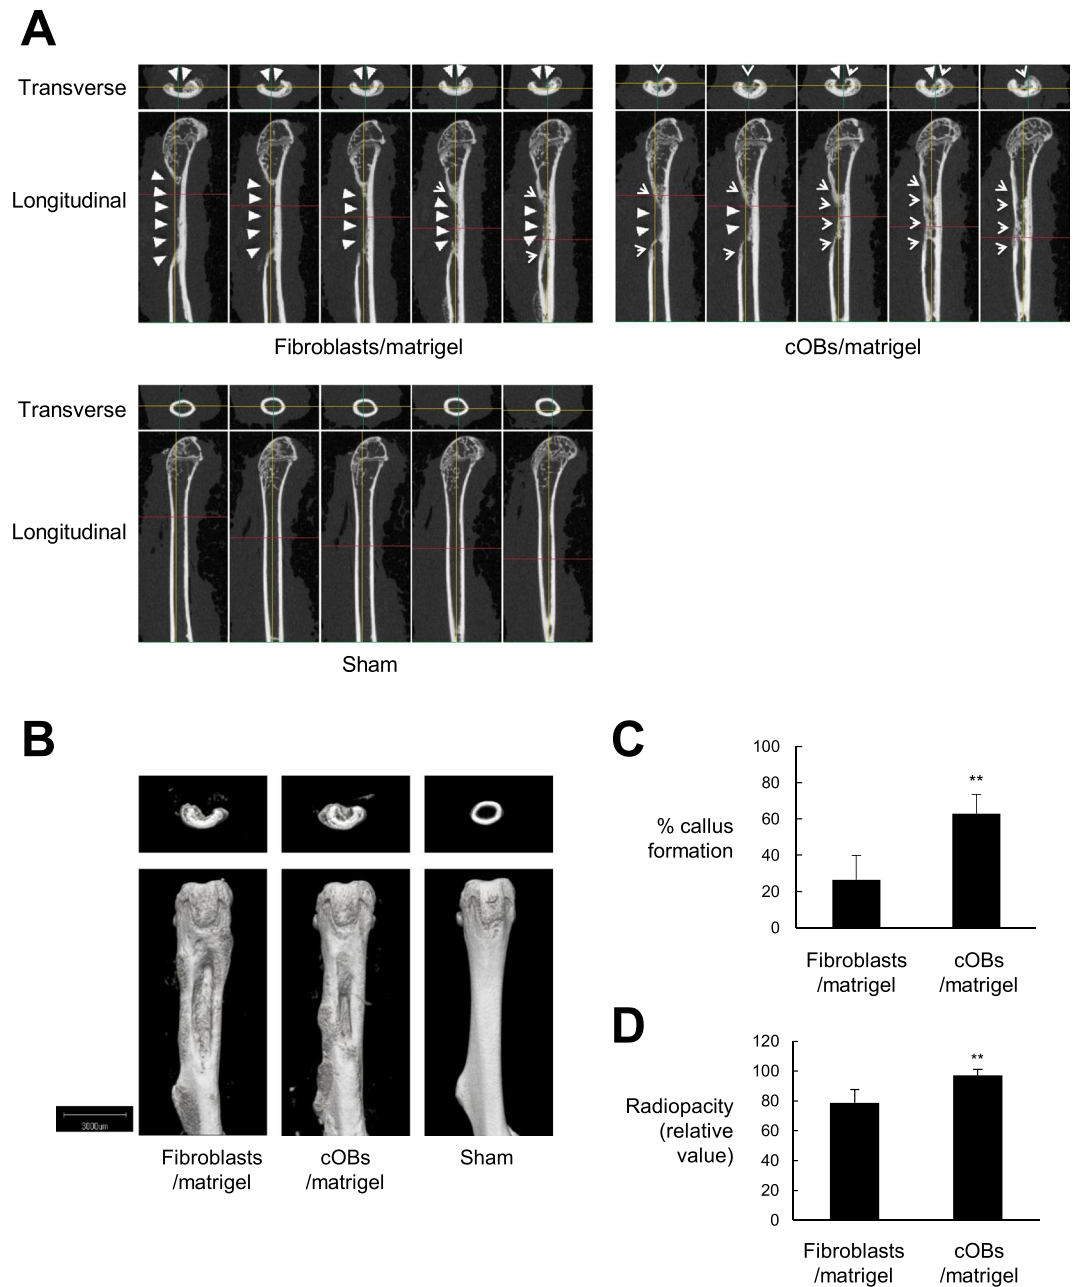 A
Transverse
Longitudinal
Fibroblasts/matrigel
cOBs/matrigel
Transverse
Longitudinal
Sham
B
3000um
Fibroblasts
/matrigel
cOBs
/matrigel
Sham
C
100
80
60
40
20
0
% callus
formation
**
Fibroblasts
/matrigel
cOBs
/matrigel
D
120
100
80
60
40
20
0
Radiopacity
(relative
value)
**
Fibroblasts
/matrigel
cOBs
/matrigel